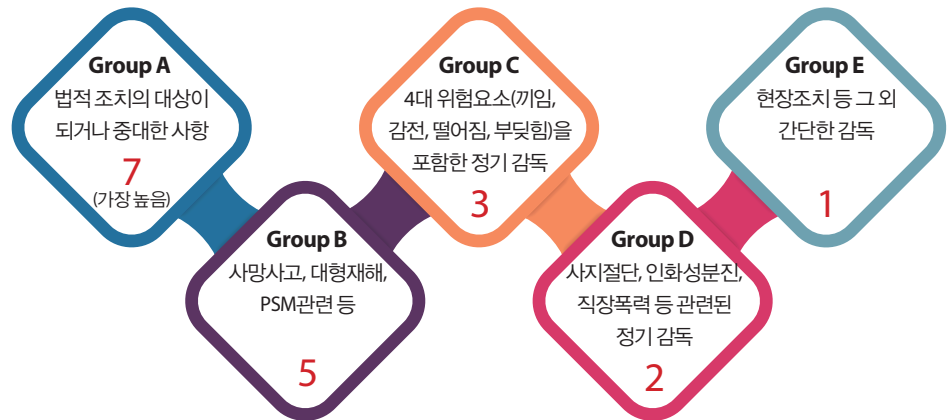 Group A
법적 조치의 대상이
되거나 중대한 사항
7
(가장 높음)
Group B
사망사고, 대형재해,
PSM관련 등
5
Group C
4대 위험요소(끼임,
감전, 떨어짐, 부딪힘)을
포함한 정기 감독
3
Group D
사지절단, 인화성분진,
직장폭력 등 관련된
정기 감독
2
Group E
현장조치 등 그 외
간단한 감독
1